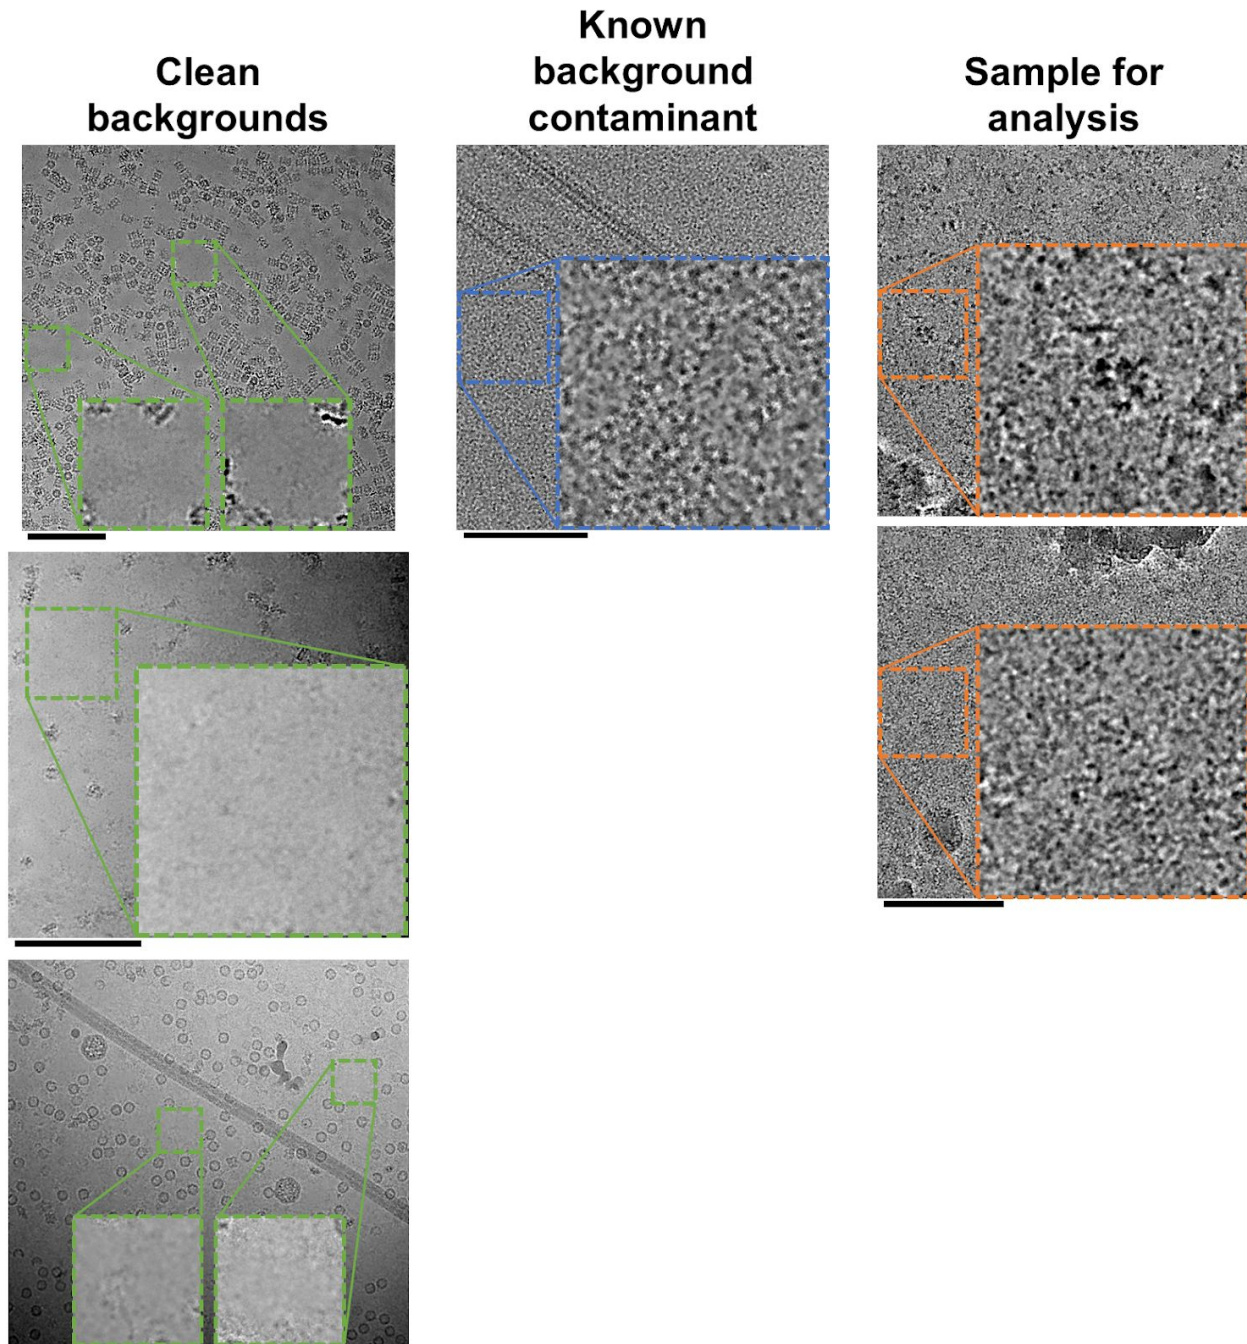 Clean
backgrounds
Known
background
contaminant
Sample for
analysis